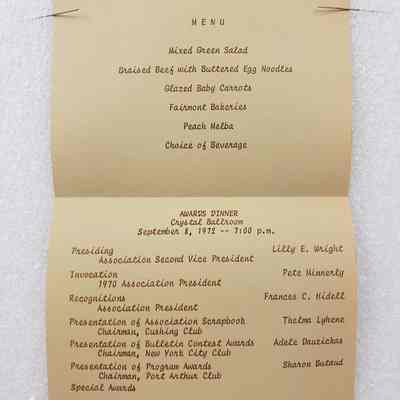 MENU
Mixed Green Salad
Braised Beef with Buttered Egg Noodles
Glazed Baby Carrots
Fairmont Bakeries
Peach Melba
Choice of Beverage
AWARDS DINNER
Crystal Ballroom
September 8, 1972 -- 7:00 p.m.
Presiding Lilly E. Wright
Association Second Vice President
Invocation Pete Hinnerly
1970 Association President
Recognitions Frances C. Hidell
Association President
Presentation of Association Scrapbook Thelma Lyhene
Chairman, Cushing Club
Presentation of Bulletin Contest Awards Adele Dauzickas
Chairman, New York City Club
Presentation of Program Awards Sharon Butaud
Chairman, Port Arthur Club
Special Awards